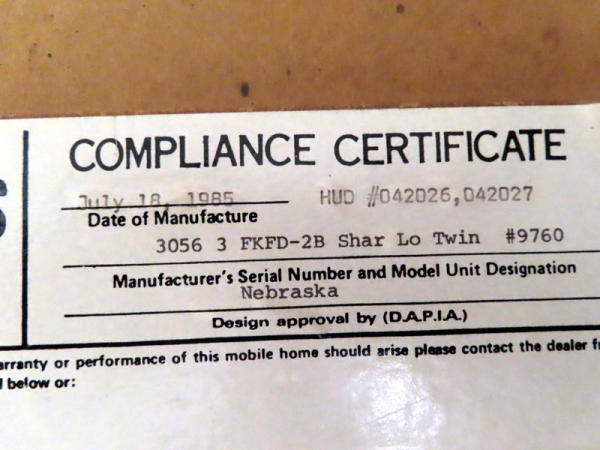 COMPLIANCE CERTIFICATE
July 18, 1985 HUD #042026,042027
Date of Manufacture
3056 3 FKFD-2B Shar Lo Twin #9760
Manufacturer's Serial Number and Model Unit Designation
Nebraska
Design approval by (D.A.P.I.A.)
performance of this mobile home should arise please contact the dealer
below or: